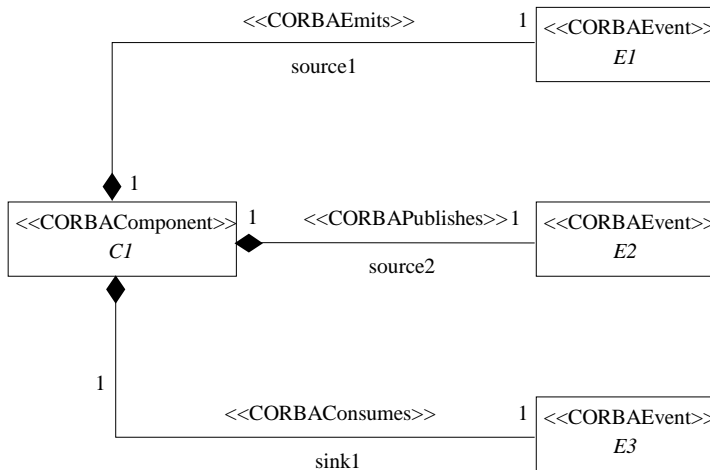 <<CORBAEmits>>
1
<<CORBAEvent>>
E1
source1
1
<<CORBAComponent>>
C1
1
<<CORBAPublishes>>
1
<<CORBAEvent>>
E2
source2
1
<<CORBAConsumes>>
1
<<CORBAEvent>>
E3
sink1